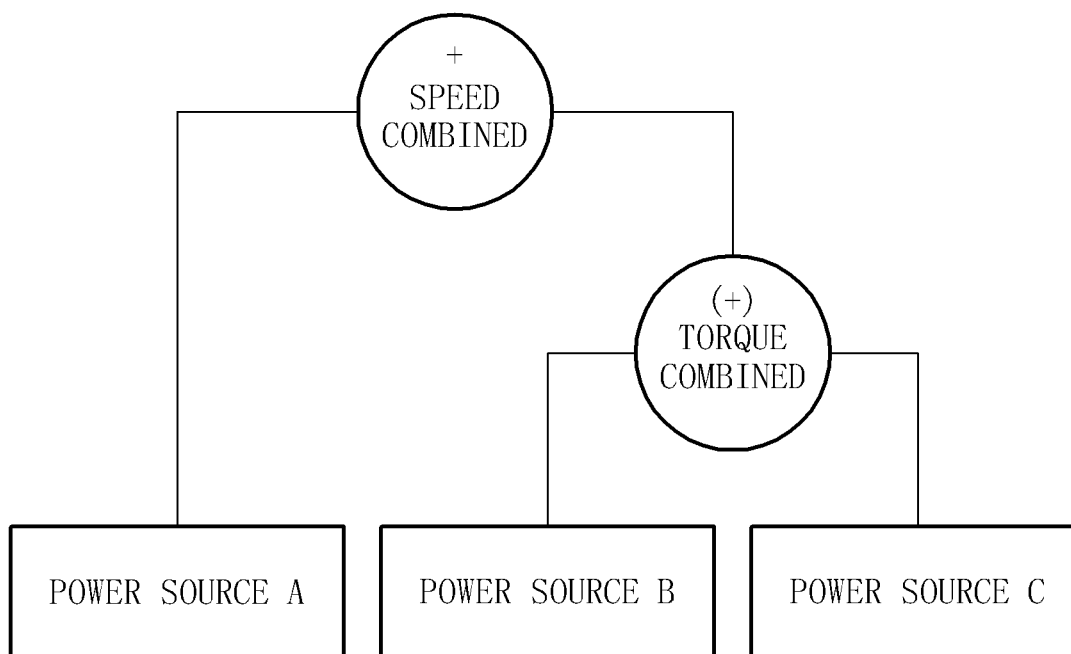 +
SPEED
COMBINED
(+)
TORQUE
COMBINED
POWER SOURCE A
POWER SOURCE B
POWER SOURCE C